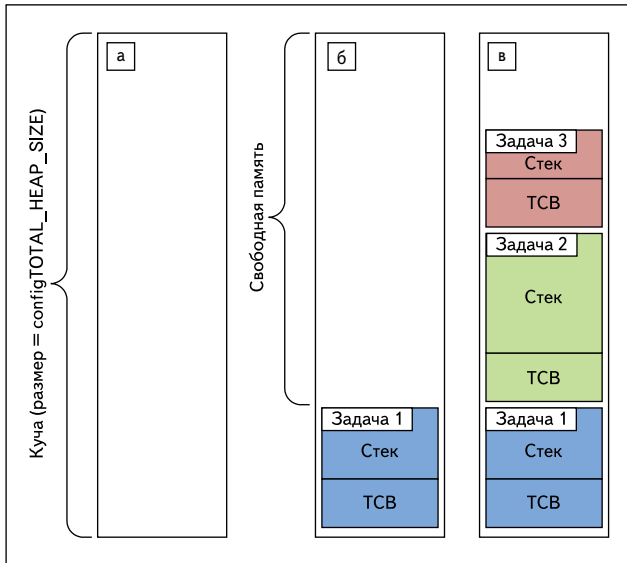 Куча (размер = configTOTAL_HEAP_SIZE)
а
Свободная память
б
Задача 1
Стек
TCB
в
Задача 3
Стек
TCB
Задача 2
Стек
TCB
Задача 1
Стек
TCB